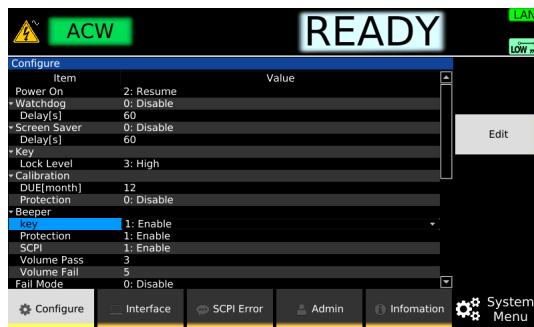 LAN
ACW
READY
LOW
Configure
Item Value
Power On 2: Resume
Watchdog 0: Disable
Delay[s] 60
Screen Saver 0: Disable
Delay[s] 60
Edit
Key
Lock Level 3: High
Calibration
DUE[month] 12
Protection 0: Disable
Beeper
key 1: Enable
Protection 1: Enable
SCPI 1: Enable
Volume Pass 3
Volume Fail 5
Fail Mode 0: Disable
Configure Interface SCPI Error Admin Infomation System Menu